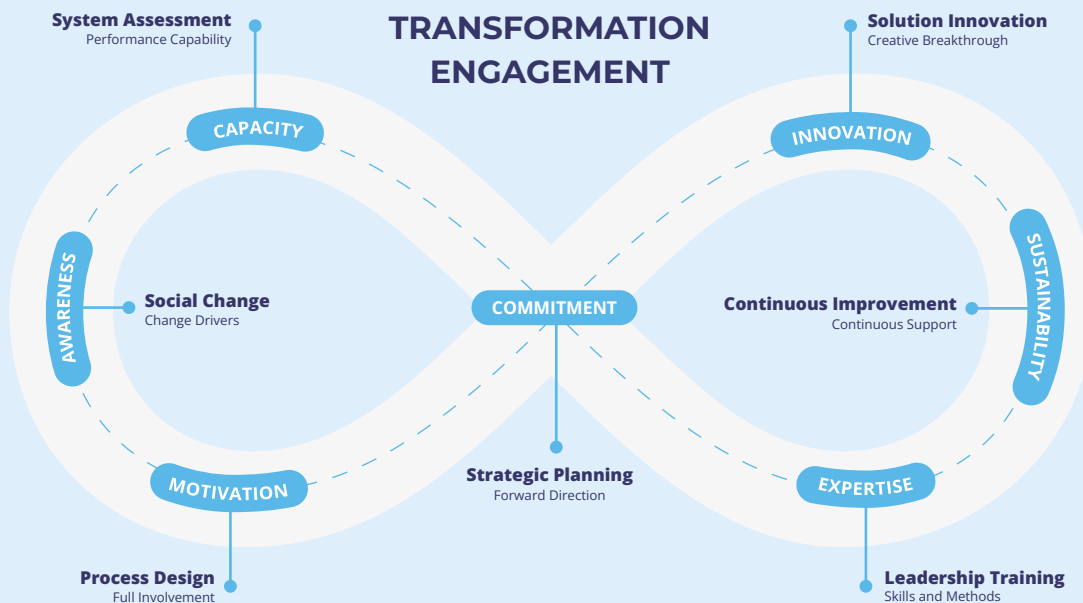 TRANSFORMATION
ENGAGEMENT
System Assessment
Performance Capability
Solution Innovation
Creative Breakthrough
CAPACITY
INNOVATION
AWARENESS
Social Change
Change Drivers
COMMITMENT
Continuous Improvement
Continuous Support
SUSTAINABILITY
MOTIVATION
Strategic Planning
Forward Direction
EXPERTISE
Process Design
Full Involvement
Leadership Training
Skills and Methods